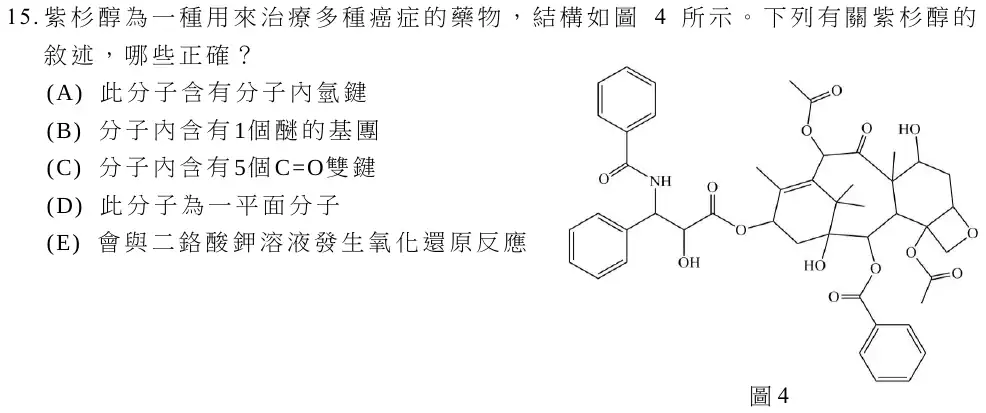 15.紫杉醇為一種用來治療多種癌症的藥物，結構如圖 4 所示。下列有關紫杉醇的
敘述，哪些正確？
(A) 此分子含有分子內氫鍵
(B) 分子內含有1個醚的基團
(C) 分子內含有5個C=O雙鍵
(D) 此分子為一平面分子
(E) 會與二鉻酸鉀溶液發生氧化還原反應
O
O
O
HO
O
NH
O
O
OH
HO
O
O
O
O
O
圖4